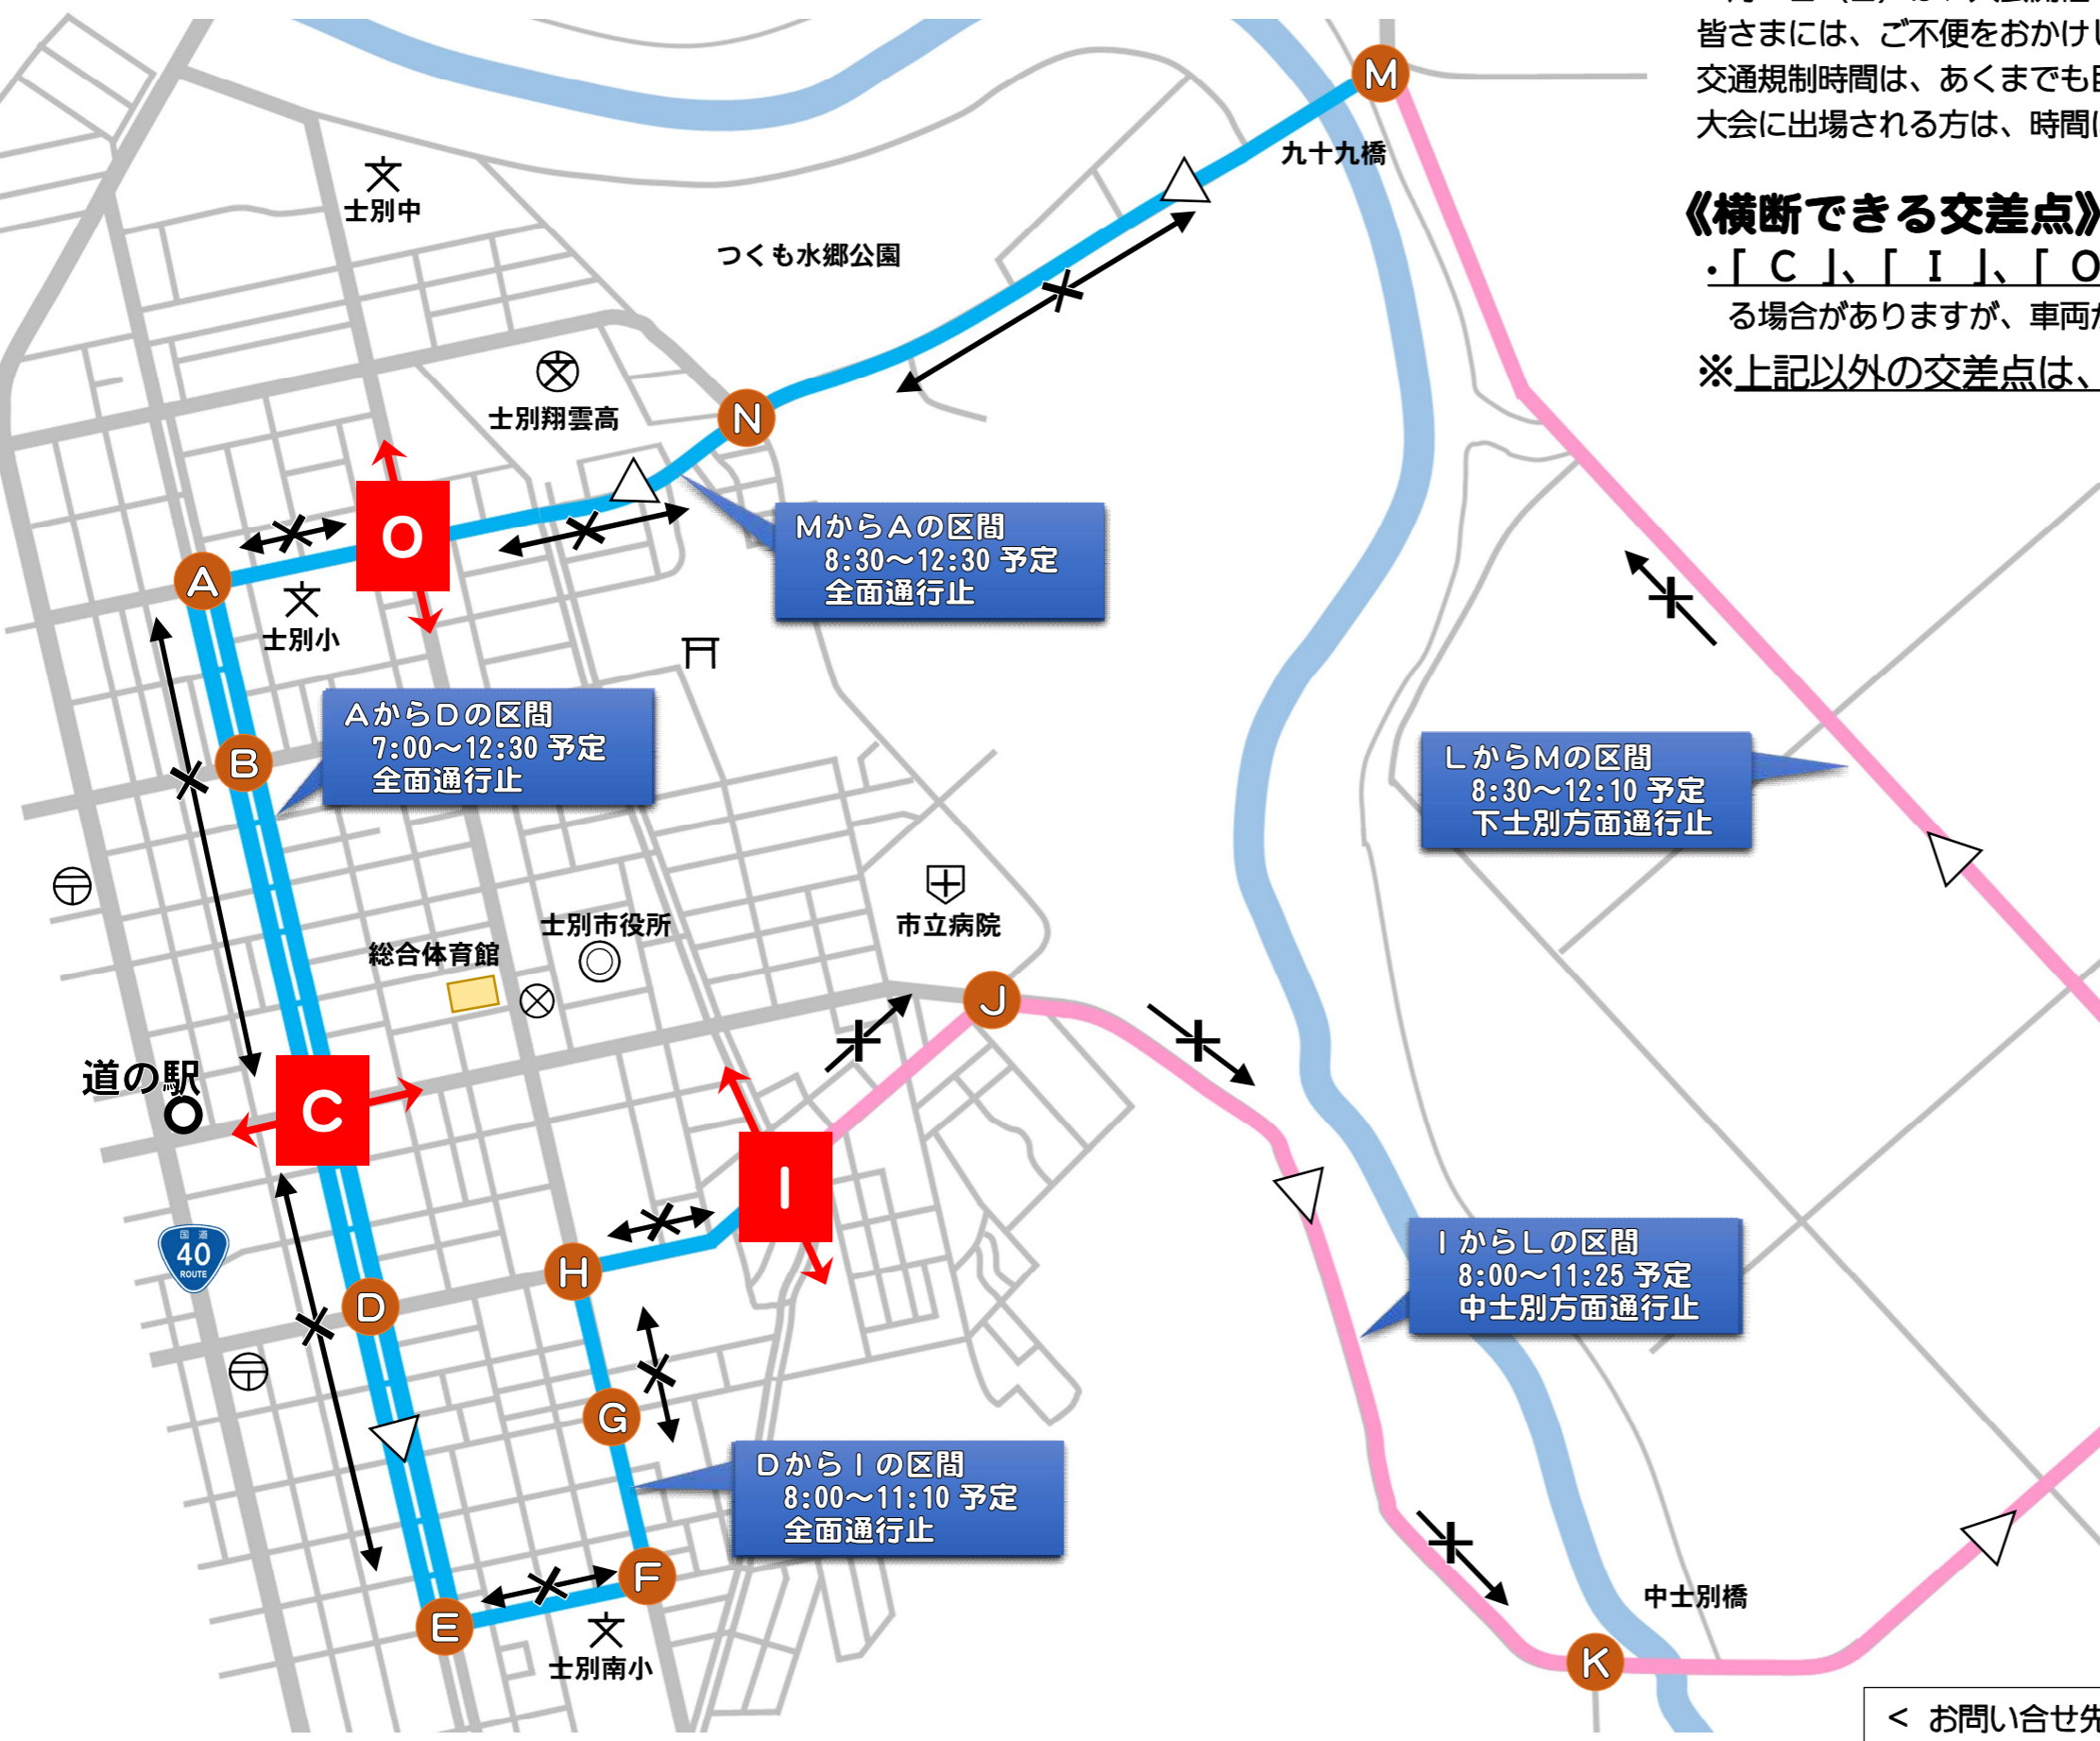 皆さまには、ご不便をおかけし
交通規制時間は、あくまでも目
大会に出場される方は、時間に
《横断できる交差点》
・「 C 」、「 I 」、「 O
る場合がありますが、車両が
※上記以外の交差点は、
M
九十九橋
士別中
つくも水郷公園
士別翔雲高
N
O
MからAの区間
8:30～12:30 予定
全面通行止
A
士別小
AからDの区間
7:00～12:30 予定
全面通行止
B
LからMの区間
8:30～12:10 予定
下士別方面通行止
士別市役所
市立病院
総合体育館
J
道の駅
C
I
国道
40
ROUTE
H
D
IからLの区間
8:00～11:25 予定
中士別方面通行止
G
DからIの区間
8:00～11:10 予定
全面通行止
F
E
士別南小
中士別橋
K
< お問い合せ先